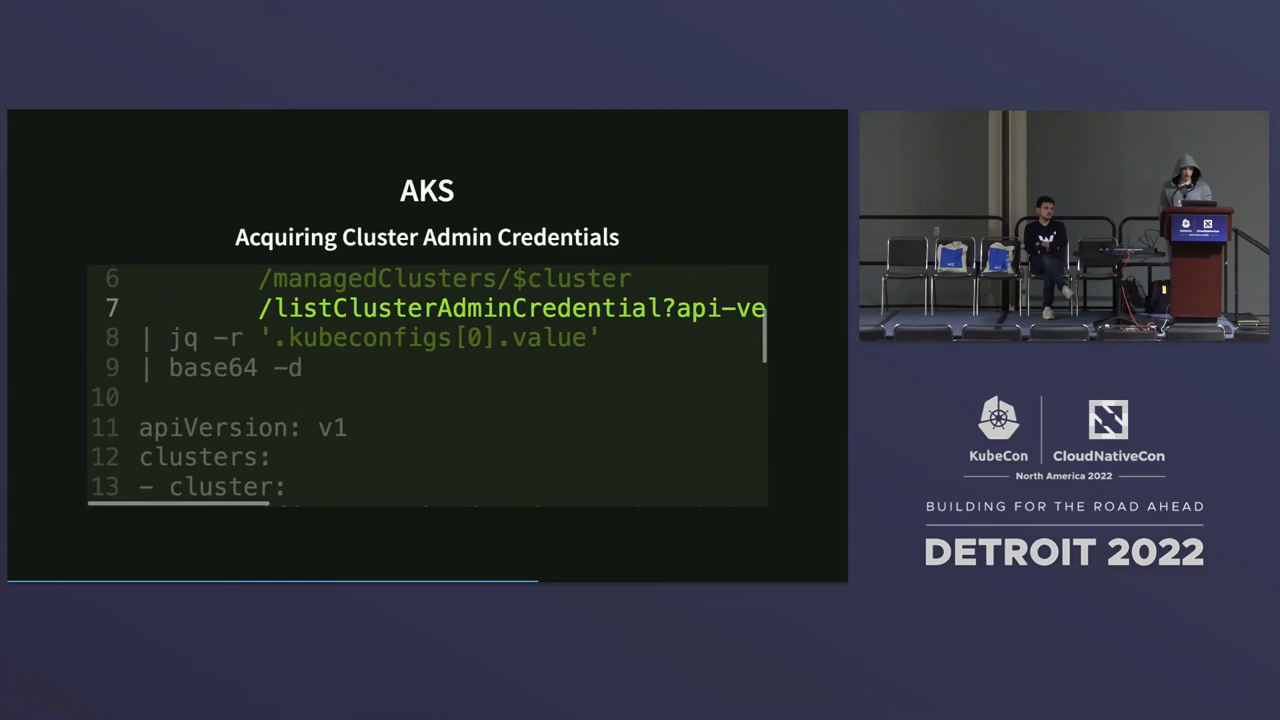 AKS
Acquiring Cluster Admin Credentials
6 /managedClusters/$cluster
7 /listClusterAdminCredential?api-ve
8 | jq -r '.kubeconfigs[0].value'
9 | base64 -d
10
11 apiVersion: v1
12 clusters:
13 - cluster:
KubeCon CloudNativeCon
North America 2022
BUILDING FOR THE ROAD AHEAD
DETROIT 2022